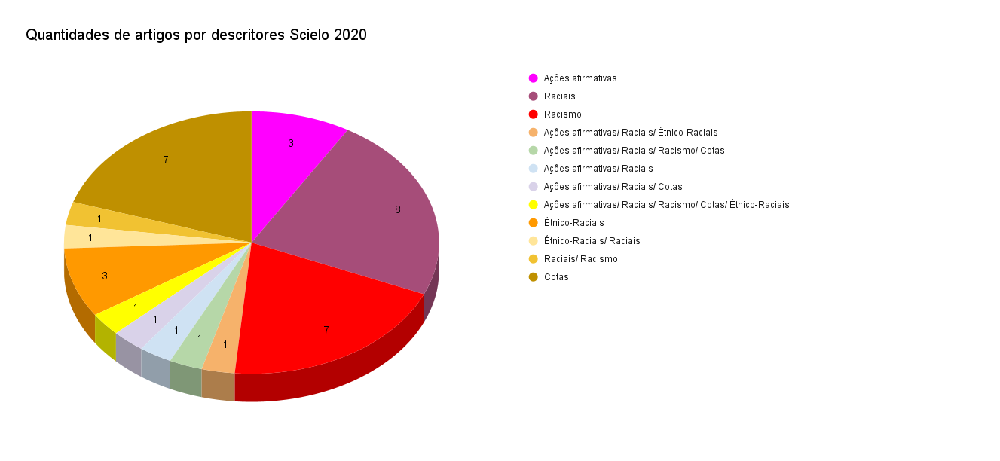 Quantidades de artigos por descritores Scielo 2020
Ações afirmativas
Raciais
Racismo
Ações afirmativas/ Raciais/ Étnico-Raciais
Ações afirmativas/ Raciais/ Racismo/ Cotas
Ações afirmativas/ Raciais
Ações afirmativas/ Raciais/ Cotas
Ações afirmativas/ Raciais/ Racismo/ Cotas/ Étnico-Raciais
Étnico-Raciais
Étnico-Raciais/ Raciais
Raciais/ Racismo
Cotas
3
8
7
1
1
1
1
1
3
1
1
7